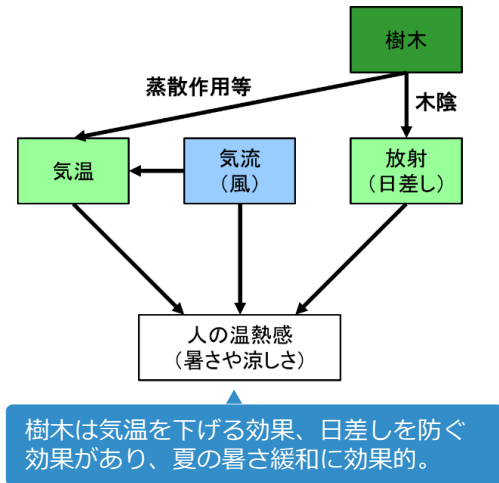 樹木
蒸散作用等
木陰
気温
気流
（風）
放射
（日差し）
人の温熱感
（暑さや涼しさ）
樹木は気温を下げる効果、日差しを防ぐ
効果があり、夏の暑さ緩和に効果的。